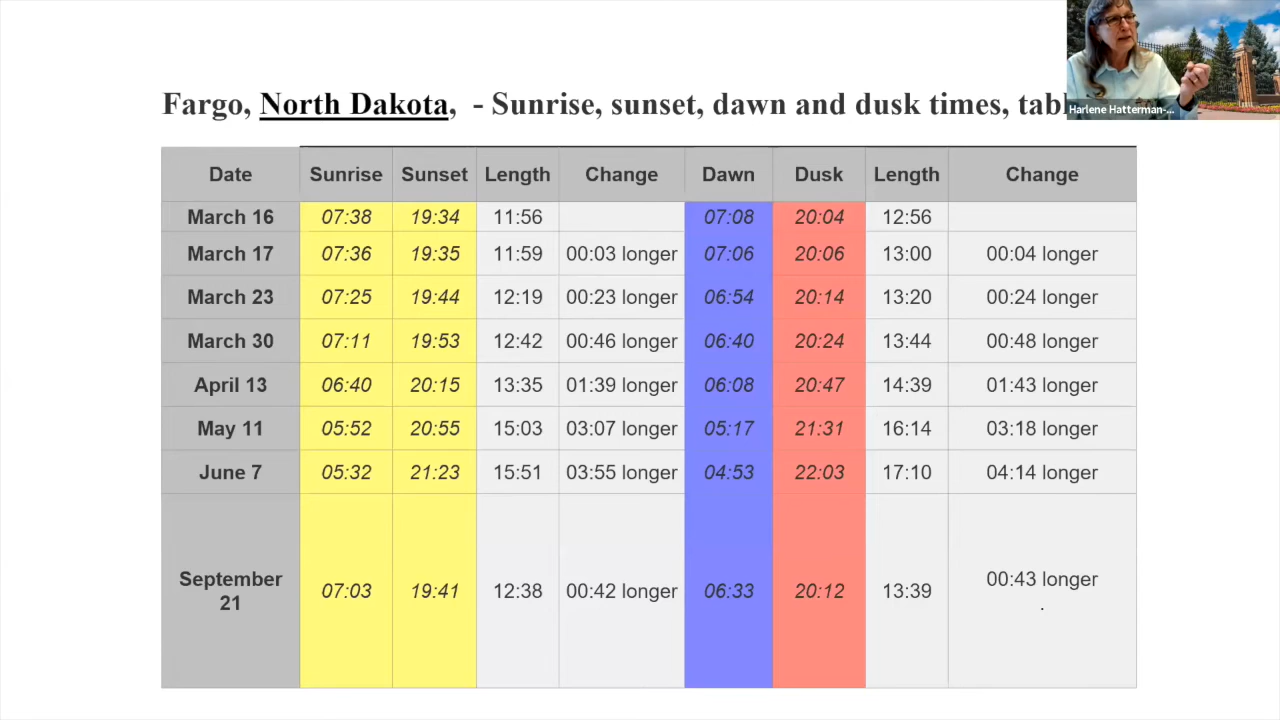 Harlene Hatterman-...
Fargo, North Dakota, - Sunrise, sunset, dawn and dusk times,
Date Sunrise Sunset Length Change Dawn Dusk Length Change
March 16 07:38 19:34 11:56 07:08 20:04 12:56
March 17 07:36 19:35 11:59 00:03 longer 07:06 20:06 13:00 00:04 longer
March 23 07:25 19:44 12:19 00:23 longer 06:54 20:14 13:20 00:24 longer
March 30 07:11 19:53 12:42 00:46 longer 06:40 20:24 13:44 00:48 longer
April 13 06:40 20:15 13:35 01:39 longer 06:08 20:47 14:39 01:43 longer
May 11 05:52 20:55 15:03 03:07 longer 05:17 21:31 16:14 03:18 longer
June 7 05:32 21:23 15:51 03:55 longer 04:53 22:03 17:10 04:14 longer
September
21 07:03 19:41 12:38 00:42 longer 06:33 20:12 13:39 00:43 longer
.